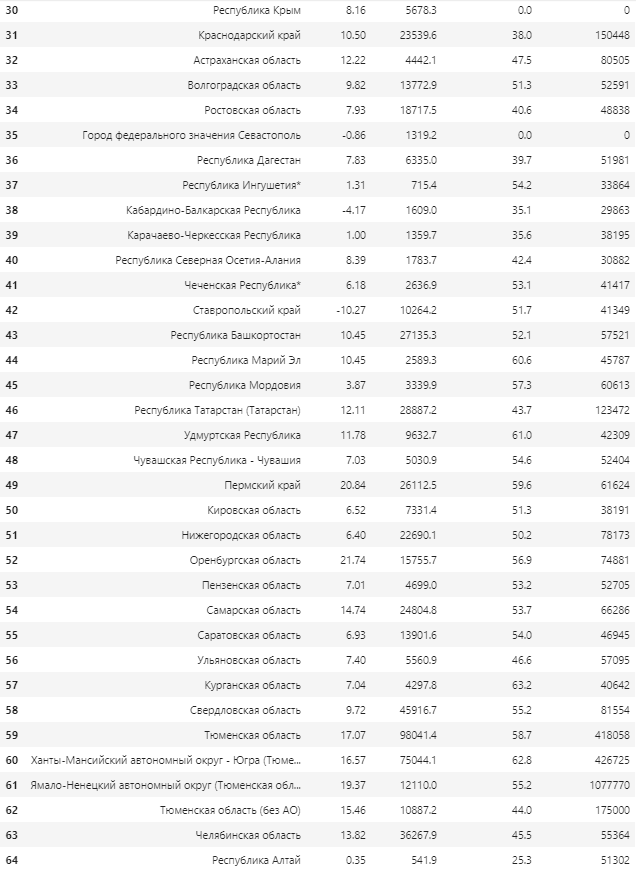 30 Республика Крым 8.16 5678.3 0.0 0
31 Краснодарский край 10.50 23539.6 38.0 150448
32 Астраханская область 12.22 4442.1 47.5 80505
33 Волгоградская область 9.82 13772.9 51.3 52591
34 Ростовская область 7.93 18717.5 40.6 48838
35 Город федерального значения Севастополь -0.86 1319.2 0.0 0
36 Республика Дагестан 7.83 6335.0 39.7 51981
37 Республика Ингушетия* 1.31 715.4 54.2 33864
38 Кабардино-Балкарская Республика -4.17 1609.0 35.1 29863
39 Карачаево-Черкесская Республика 1.00 1359.7 35.6 38195
40 Республика Северная Осетия-Алания 8.39 1783.7 42.4 30882
41 Чеченская Республика* 6.18 2636.9 53.1 41417
42 Ставропольский край -10.27 10264.2 51.7 41349
43 Республика Башкортостан 10.45 27135.3 52.1 57521
44 Республика Марий Эл 10.45 2589.3 60.6 45787
45 Республика Мордовия 3.87 3339.9 57.3 60613
46 Республика Татарстан (Татарстан) 12.11 28887.2 43.7 123472
47 Удмуртская Республика 11.78 9632.7 61.0 42309
48 Чувашская Республика - Чувашия 7.03 5030.9 54.6 52404
49 Пермский край 20.84 26112.5 59.6 61624
50 Кировская область 6.52 7331.4 51.3 38191
51 Нижегородская область 6.40 22690.1 50.2 78173
52 Оренбургская область 21.74 15755.7 56.9 74881
53 Пензенская область 7.01 4699.0 53.2 52705
54 Самарская область 14.74 24804.8 53.7 66286
55 Саратовская область 6.93 13901.6 54.0 46945
56 Ульяновская область 7.40 5560.9 46.6 57095
57 Курганская область 7.04 4297.8 63.2 40642
58 Свердловская область 9.72 45916.7 55.2 81554
59 Тюменская область 17.07 98041.4 58.7 418058
60 Ханты-Мансийский автономный округ - Югра (Тюме... 16.57 75044.1 62.8 426725
61 Ямало-Ненецкий автономный округ (Тюменская обл... 19.37 12110.0 55.2 1077770
62 Тюменская область (без АО) 15.46 10887.2 44.0 175000
63 Челябинская область 13.82 36267.9 45.5 55364
64 Республика Алтай 0.35 541.9 25.3 51302